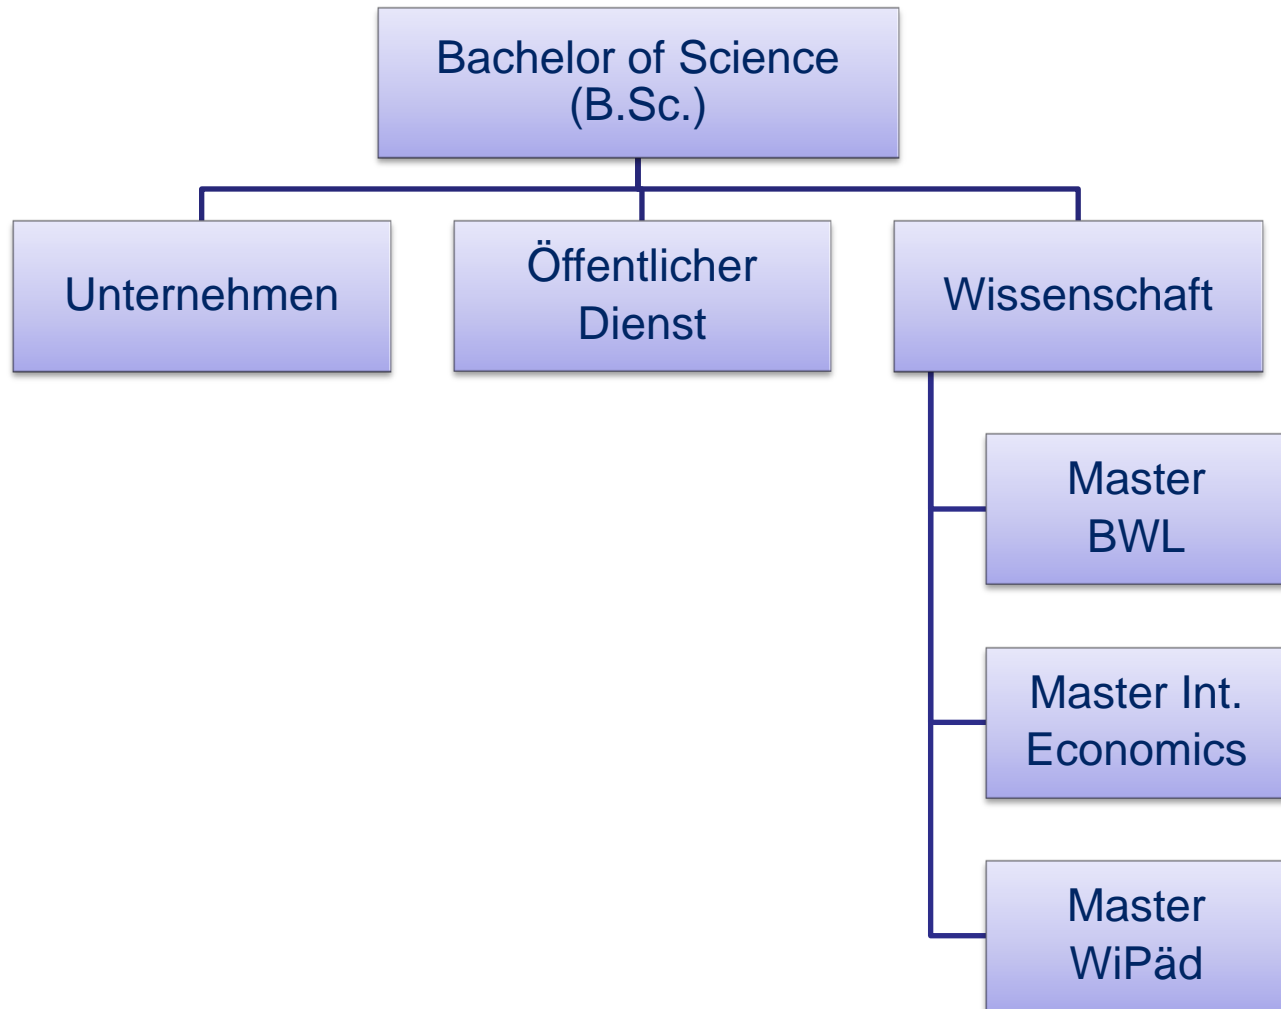 Bachelor of Science
(B.Sc.)
Unternehmen
Öffentlicher
Dienst
Wissenschaft
Master
BWL
Master Int.
Economics
Master
WiPäd